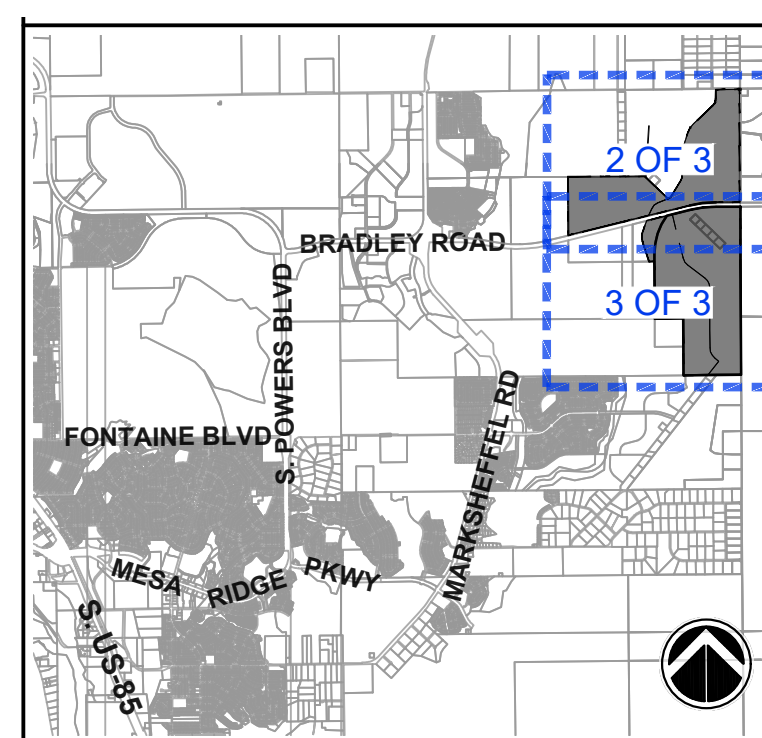 2 OF 3
BRADLEY ROAD
3 OF 3
S. POWERS BLVD
MARKSHEFFEL RD
FONTAINE BLVD
MESA RIDGE PKWY
S. US-85